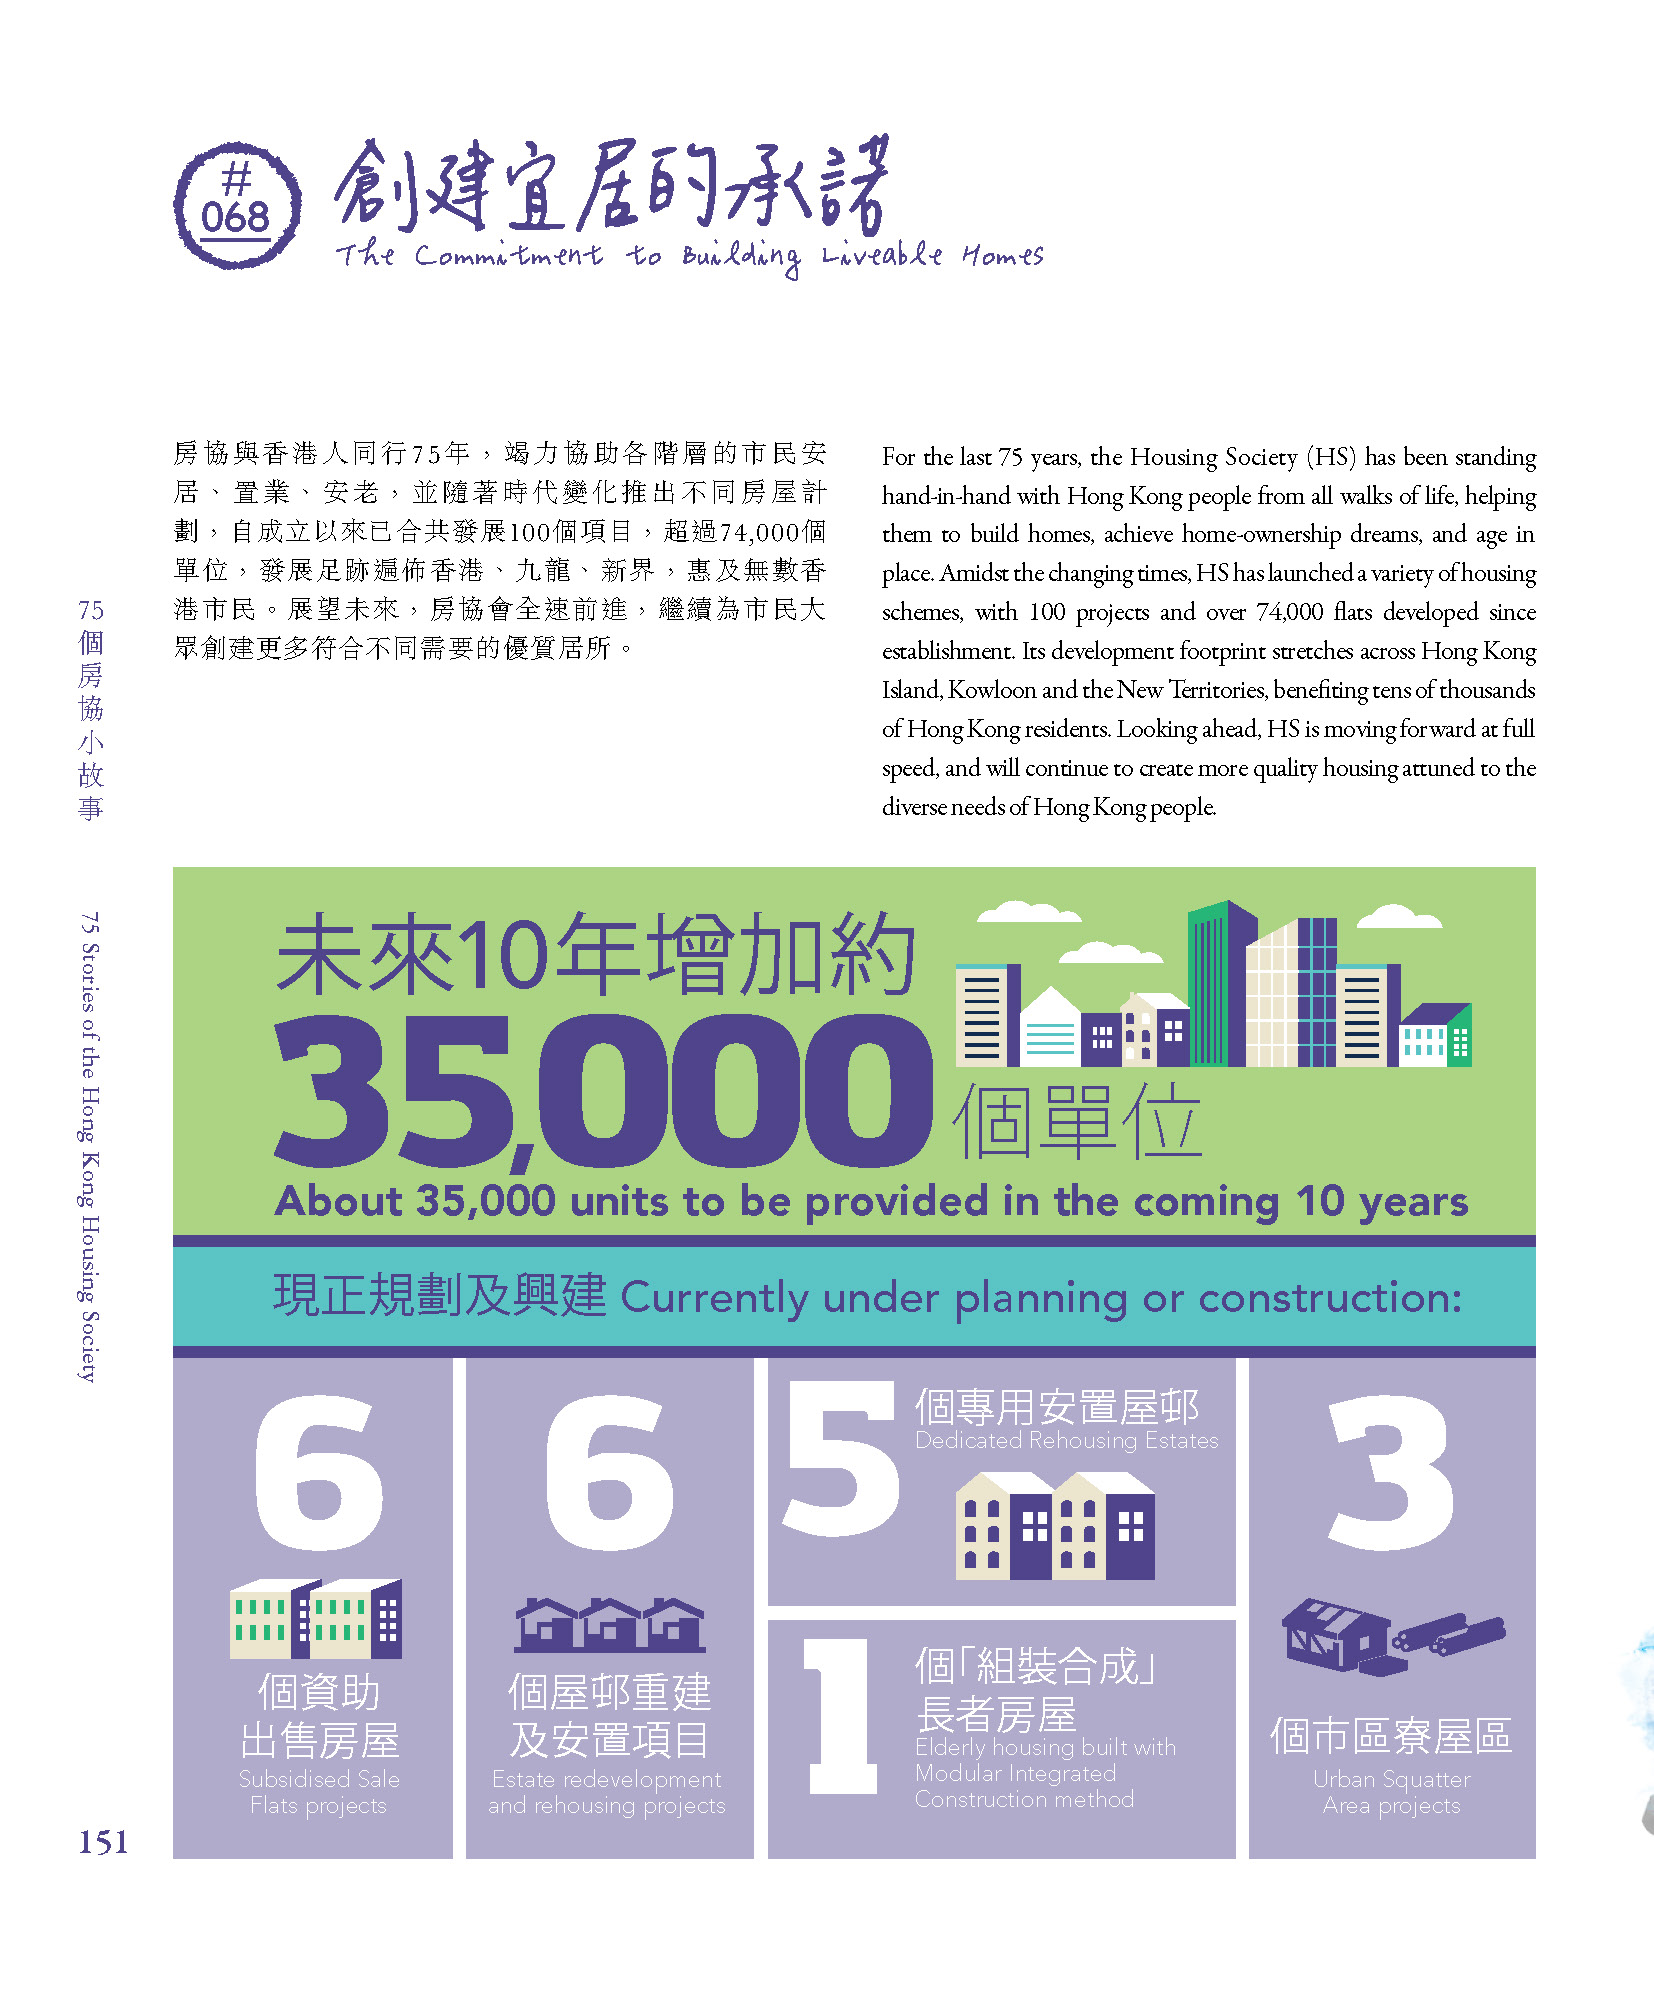 #
068
創建宜居的承諾
The Commitment to Building Liveable Homes
房協與香港人同行75年，竭力協助各階層的市民安
居、置業、安老，並隨著時代變化推出不同房屋計
劃，自成立以來已合共發展100個項目，超過74,000個
單位，發展足跡遍佈香港、九龍、新界，惠及無數香
港市民。展望未來，房協會全速前進，繼續為市民大
眾創建更多符合不同需要的優質居所。
For the last 75 years, the Housing Society (HS) has been standing
hand-in-hand with Hong Kong people from all walks of life, helping
them to build homes, achieve home-ownership dreams, and age in
place. Amidst the changing times, HS has launched a variety of housing
schemes, with 100 projects and over 74,000 flats developed since
establishment. Its development footprint stretches across Hong Kong
Island, Kowloon and the New Territories, benefiting tens of thousands
of Hong Kong residents. Looking ahead, HS is moving forward at full
speed, and will continue to create more quality housing attuned to the
diverse needs of Hong Kong people.
75個房協小故事
75 Stories of the Hong Kong Housing Society
未來10年增加約
35,000
個單位
About 35,000 units to be provided in the coming 10 years
現正規劃及興建 Currently under planning or construction:
6
個資助
出售房屋
Subsidised Sale
Flats projects
6
個屋邨重建
及安置項目
Estate redevelopment
and rehousing projects
5
個專用安置屋邨
Dedicated Rehousing Estates
1
個「組裝合成」
長者房屋
Elderly housing built with
Modular Integrated
Construction method
3
個市區寮屋區
Urban Squatter
Area projects
151